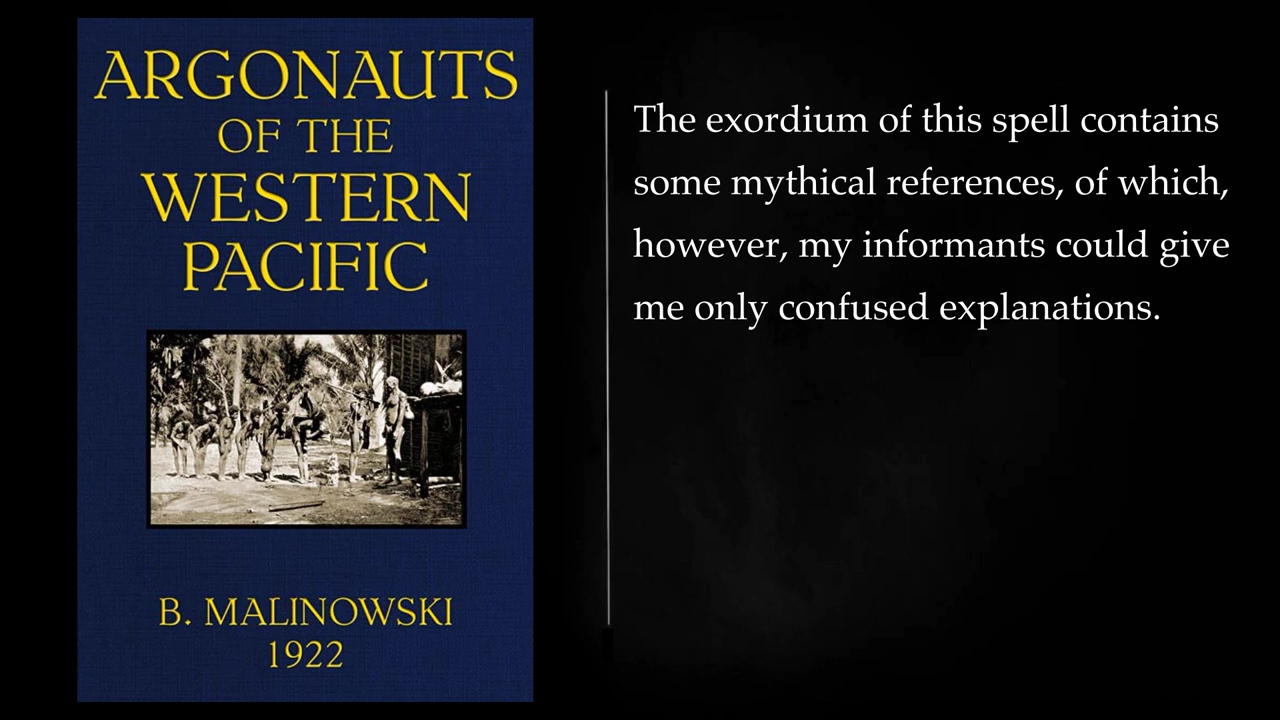 ARGONAUTS
OF THE
WESTERN
PACIFIC
B. MALINOWSKI
1922
The exordium of this spell contains
some mythical references, of which,
however, my informants could give
me only confused explanations.